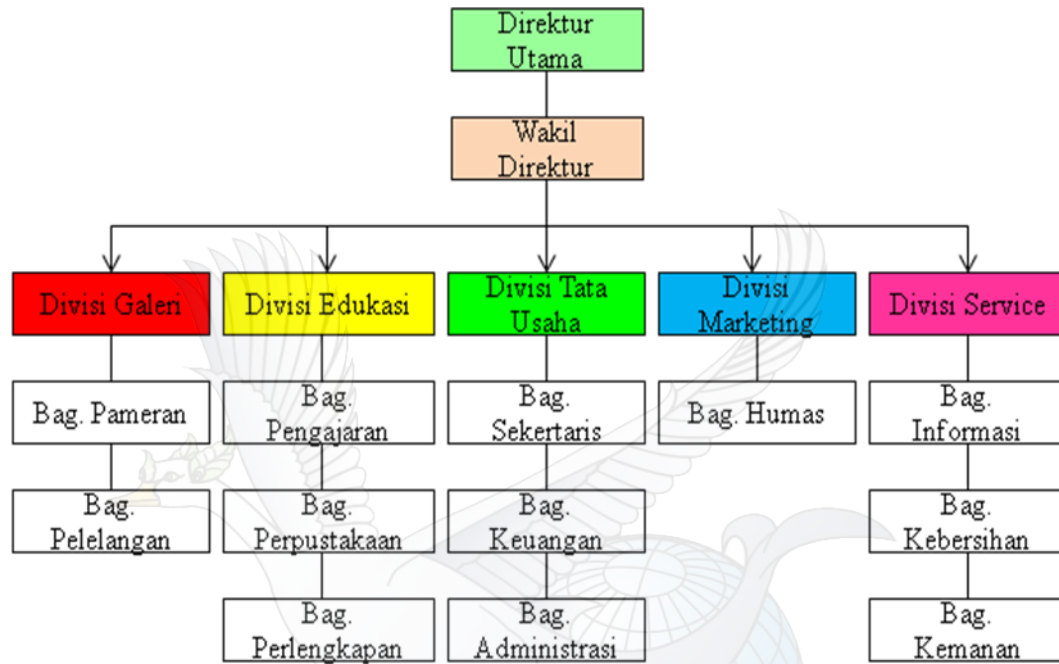 Direktur
Utama
Wakil
Direktur
Divisi Galeri
Divisi Edukasi
Divisi Tata
Usaha
Divisi
Marketing
Divisi Service
Bag. Pameran
Bag.
Pengajaran
Bag.
Sekertaris
Bag. Humas
Bag.
Informasi
Bag.
Pelelangan
Bag.
Perpustakaan
Bag.
Keuangan
Bag.
Kebersihan
Bag.
Perlengkapan
Bag.
Administrasi
Bag.
Kemanan